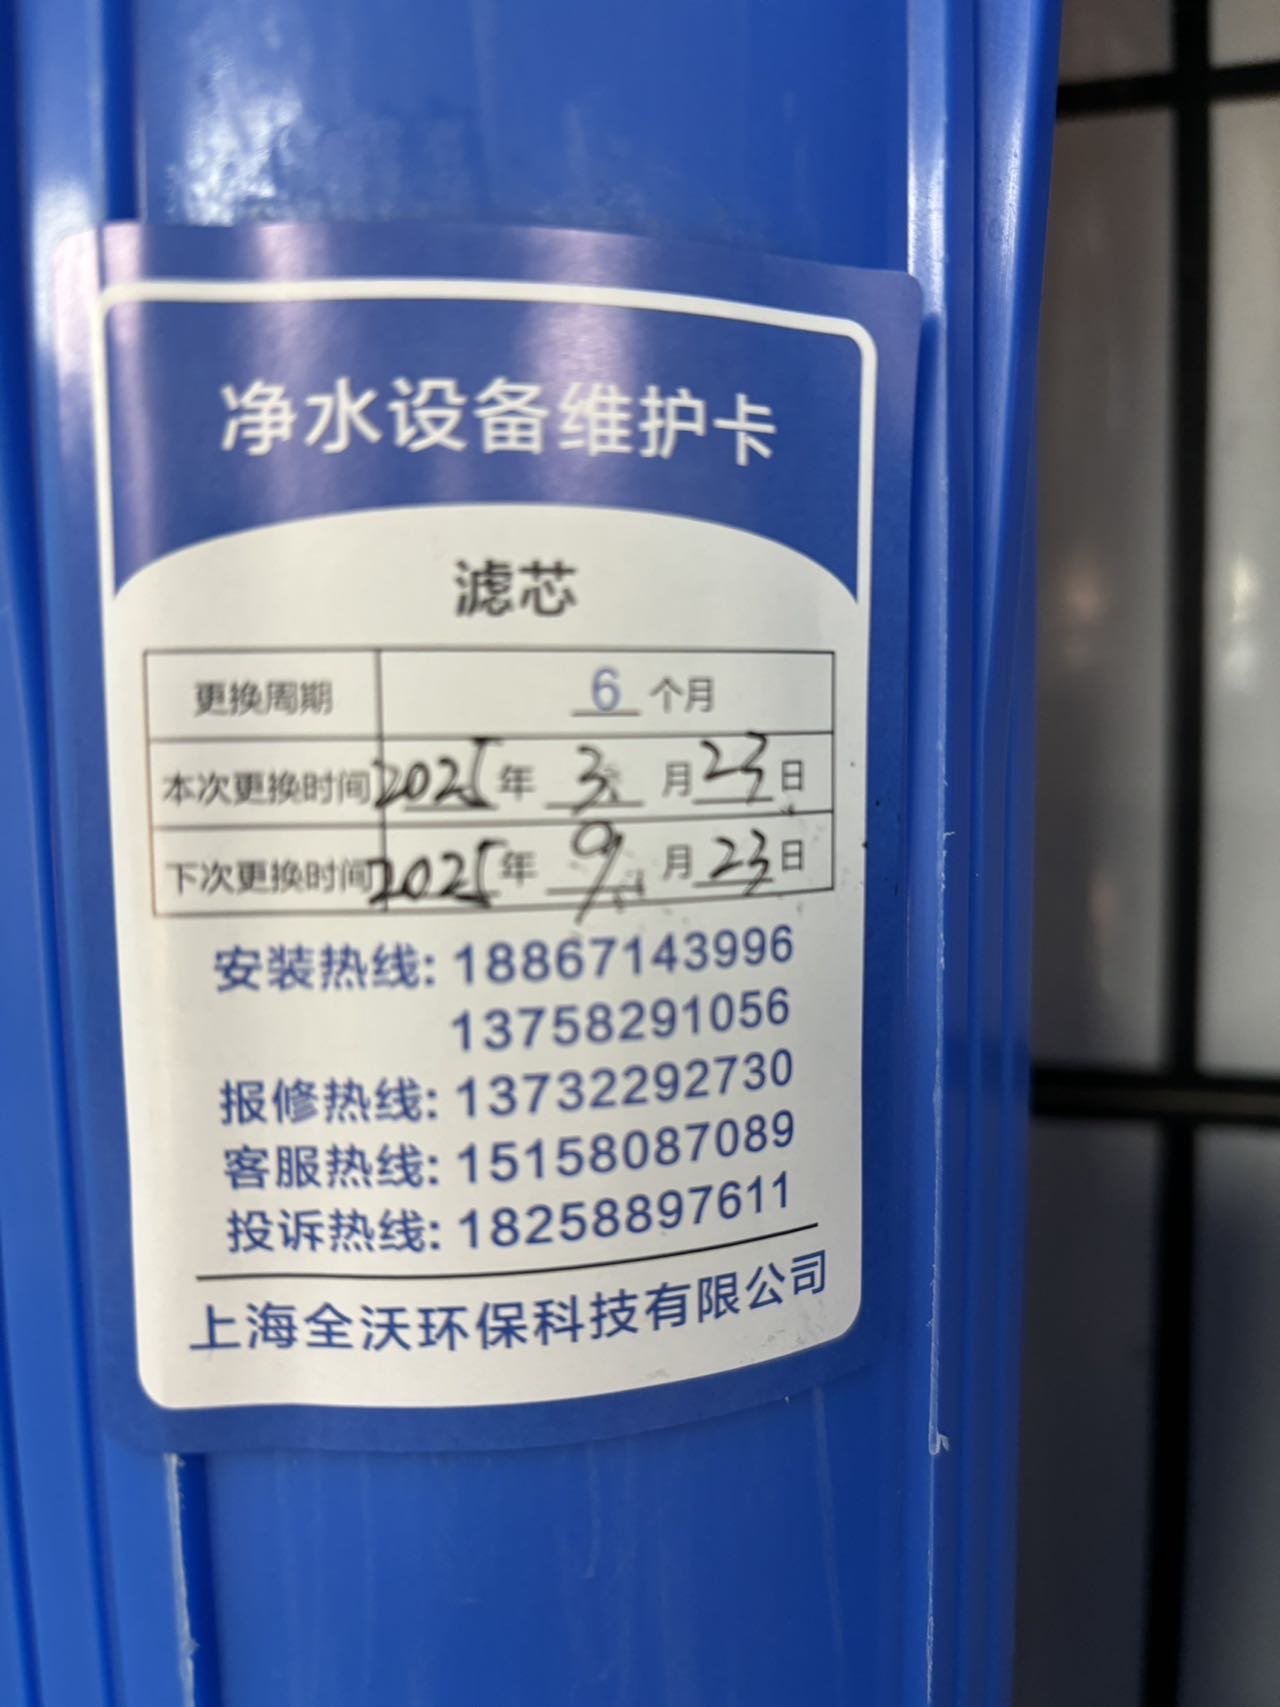 净水设备维护卡
滤芯
更换周期 6 个月
本次更换时间 2025 年 3 月 23 日
下次更换时间 2025 年 9 月 23 日
安装热线: 18867143996
13758291056
报修热线: 13732292730
客服热线: 15158087089
投诉热线: 18258897611
上海全沃环保科技有限公司